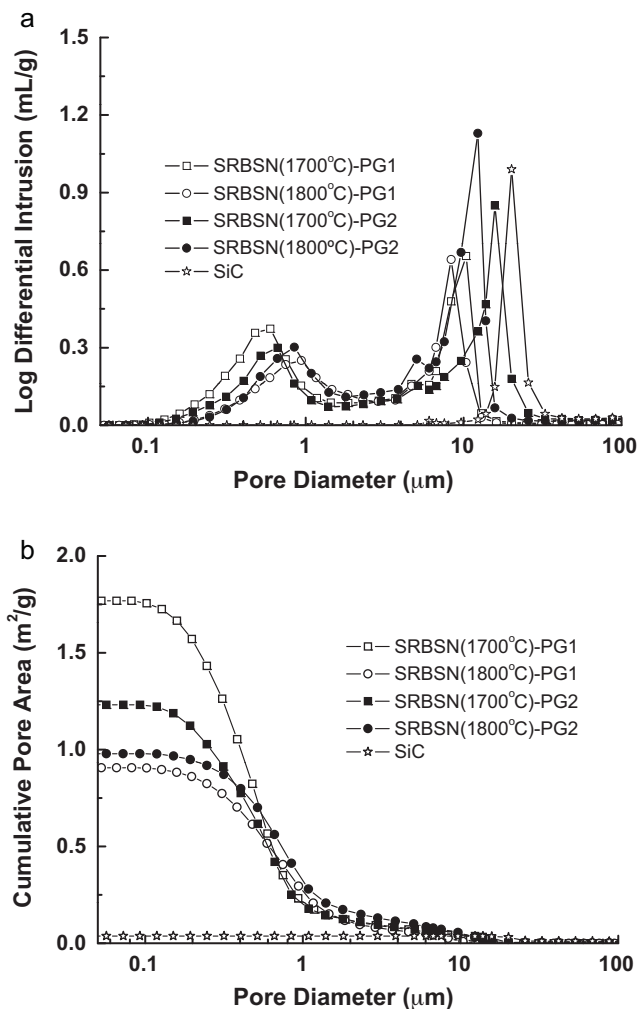 a
1.5
1.2
0.9
0.6
0.3
0.0
Log Differential Intrusion (mL/g)
SRBSN(1700°C)-PG1
SRBSN(1800°C)-PG1
SRBSN(1700°C)-PG2
SRBSN(1800ºC)-PG2
SiC
0.1 1 10 100
Pore Diameter (μm)
b
2.0
1.5
1.0
0.5
0.0
Cumulative Pore Area (m²/g)
SRBSN(1700°C)-PG1
SRBSN(1800°C)-PG1
SRBSN(1700°C)-PG2
SRBSN(1800°C)-PG2
SiC
0.1 1 10 100
Pore Diameter (μm)